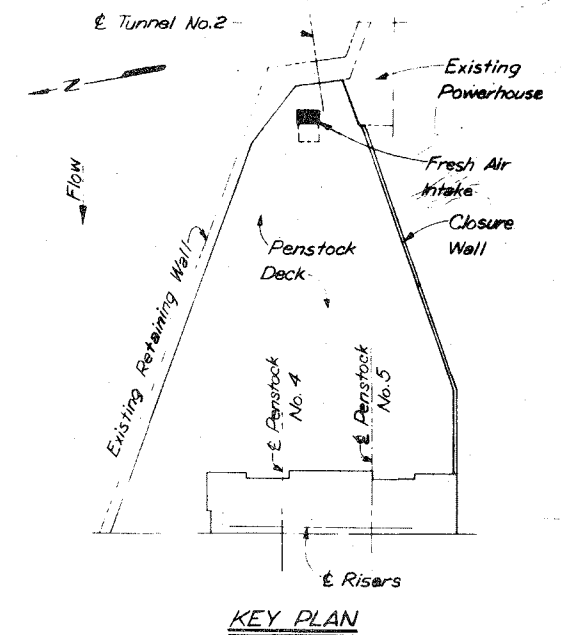 ℄ Tunnel No. 2
N
Existing
Powerhouse
Flow
Fresh Air
Intake
Closure
Wall
Penstock
Deck
Existing Retaining Wall
℄ Penstock
No. 4
℄ Penstock
No. 5
℄ Risers
KEY PLAN